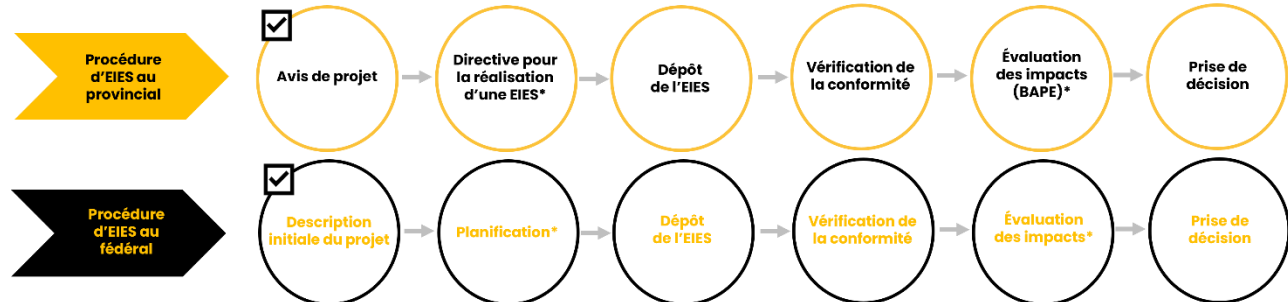 Procédure
d'EIES au
provincial
Avis de projet
Directive pour
la réalisation
d'une EIES*
Dépôt
de l'EIES
Vérification de
la conformité
Évaluation
des impacts
(BAPE)*
Prise de
décision
Procédure
d'EIES au
fédéral
Description
initiale du projet
Planification*
Dépôt
de l'EIES
Vérification de
la conformité
Évaluation
des impacts*
Prise de
décision